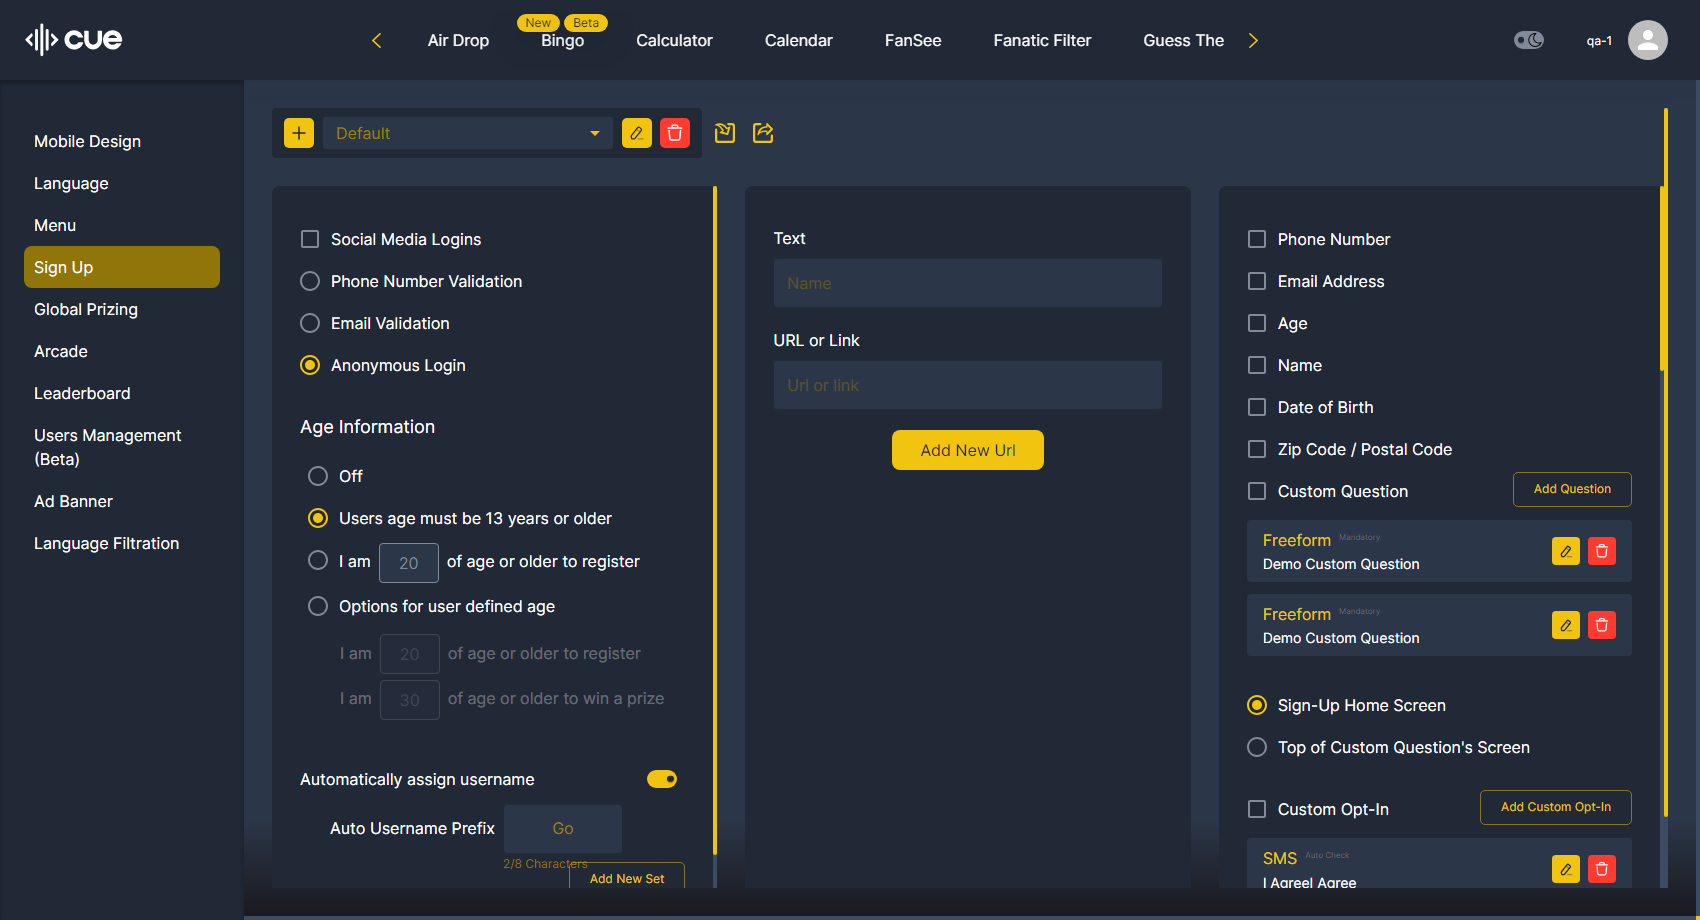 cue
Air Drop
New
Beta
Bingo
Calculator
Calendar
FanSee
Fanatic Filter
Guess The
qa-1
Mobile Design
Language
Menu
Sign Up
Global Prizing
Arcade
Leaderboard
Users Management
(Beta)
Ad Banner
Language Filtration
Default
Social Media Logins
Phone Number Validation
Email Validation
Anonymous Login
Age Information
Off
Users age must be 13 years or older
I am 20 of age or older to register
Options for user defined age
I am 20 of age or older to register
I am 30 of age or older to win a prize
Automatically assign username
Auto Username Prefix Go
2/8 Characters
Add New Set
Text
Name
URL or Link
Url or link
Add New Url
Phone Number
Email Address
Age
Name
Date of Birth
Zip Code / Postal Code
Custom Question
Add Question
Freeform Mandatory
Demo Custom Question
Freeform Mandatory
Demo Custom Question
Sign-Up Home Screen
Top of Custom Question's Screen
Custom Opt-In
Add Custom Opt-In
SMS Auto Check
I AgreeI Agree